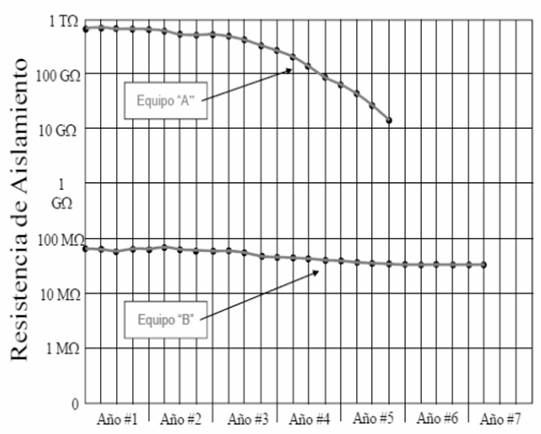 Resistencia de Aislamiento
1 TΩ
100 GΩ
10 GΩ
1
GΩ
100 MΩ
10 MΩ
1 MΩ
0
Equipo "A"
Equipo "B"
Año #1 Año #2 Año #3 Año #4 Año #5 Año #6 Año #7